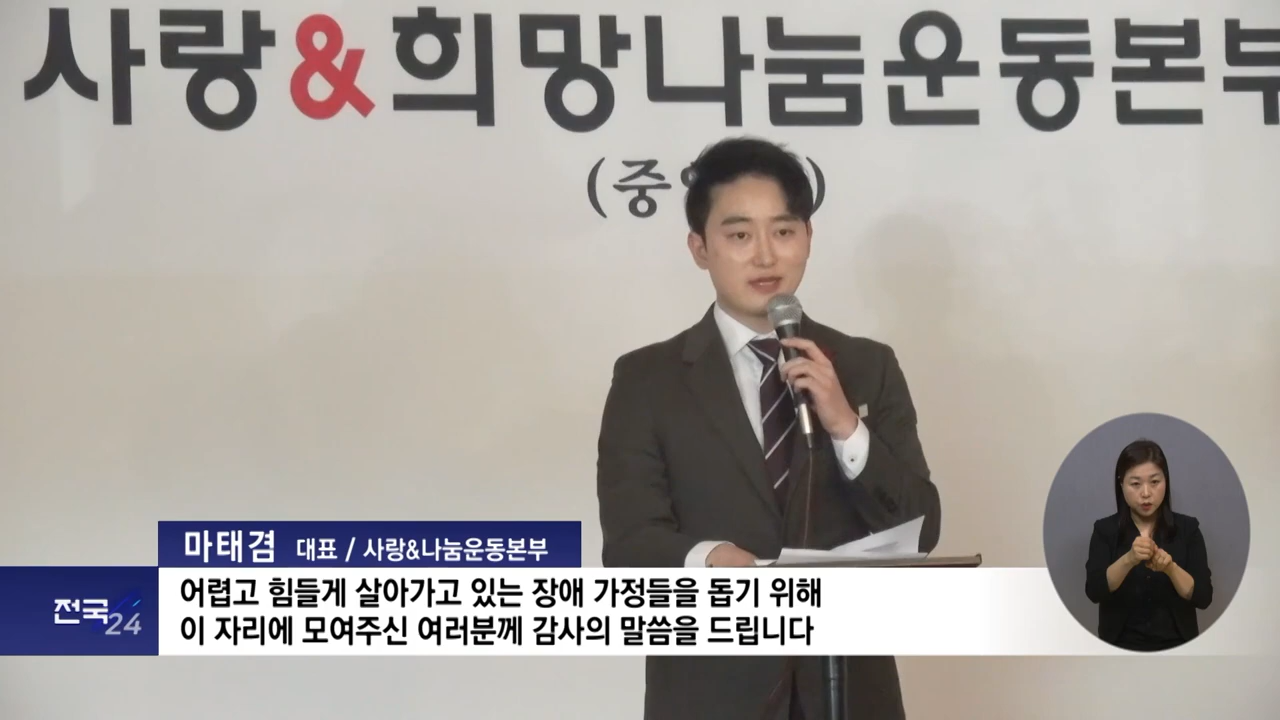 사랑&희망나눔운동본부
(중
마태겸 대표 / 사랑&나눔운동본부
전국24
어렵고 힘들게 살아가고 있는 장애 가정들을 돕기 위해
이 자리에 모여주신 여러분께 감사의 말씀을 드립니다